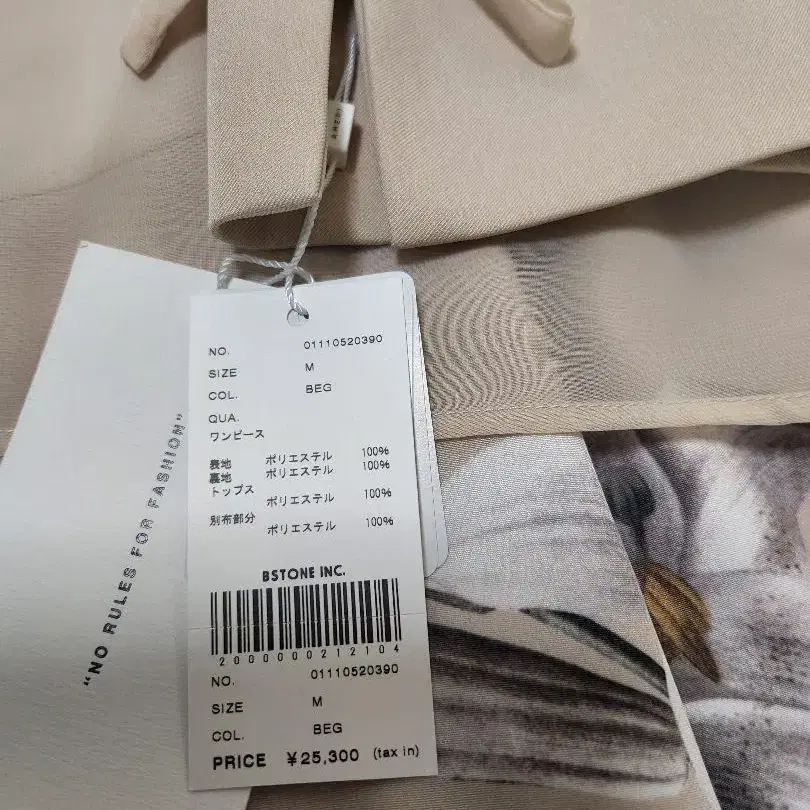 AMERI
"NO RULES FOR FASHION"
NO. 01110520390
SIZE M
COL. BEG
QUA.
ワンピース
表地 ポリエステル 100%
裏地 ポリエステル 100%
トップス
ポリエステル 100%
別布部分
ポリエステル 100%
BSTONE INC.
2000000212104
NO. 01110520390
SIZE M
COL. BEG
PRICE ¥25,300 (tax in)